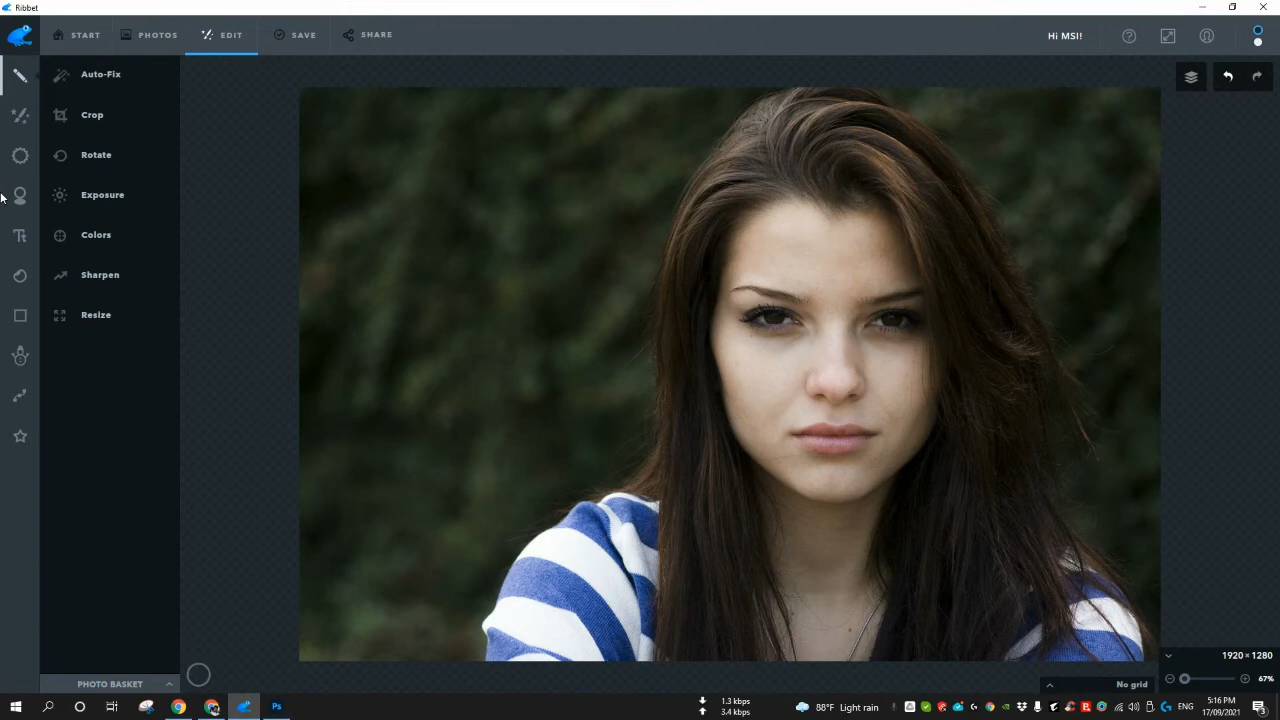 Ribbet
START
PHOTOS
EDIT
SAVE
SHARE
Hi MSI!
Auto-Fix
Crop
Rotate
Exposure
Colors
Sharpen
Resize
Tt
1920×1280
67%
PHOTO BASKET
No grid
Ps
1.3 kbps
3.4 kbps
88°F Light rain
ENG
5:16 PM
17/09/2021